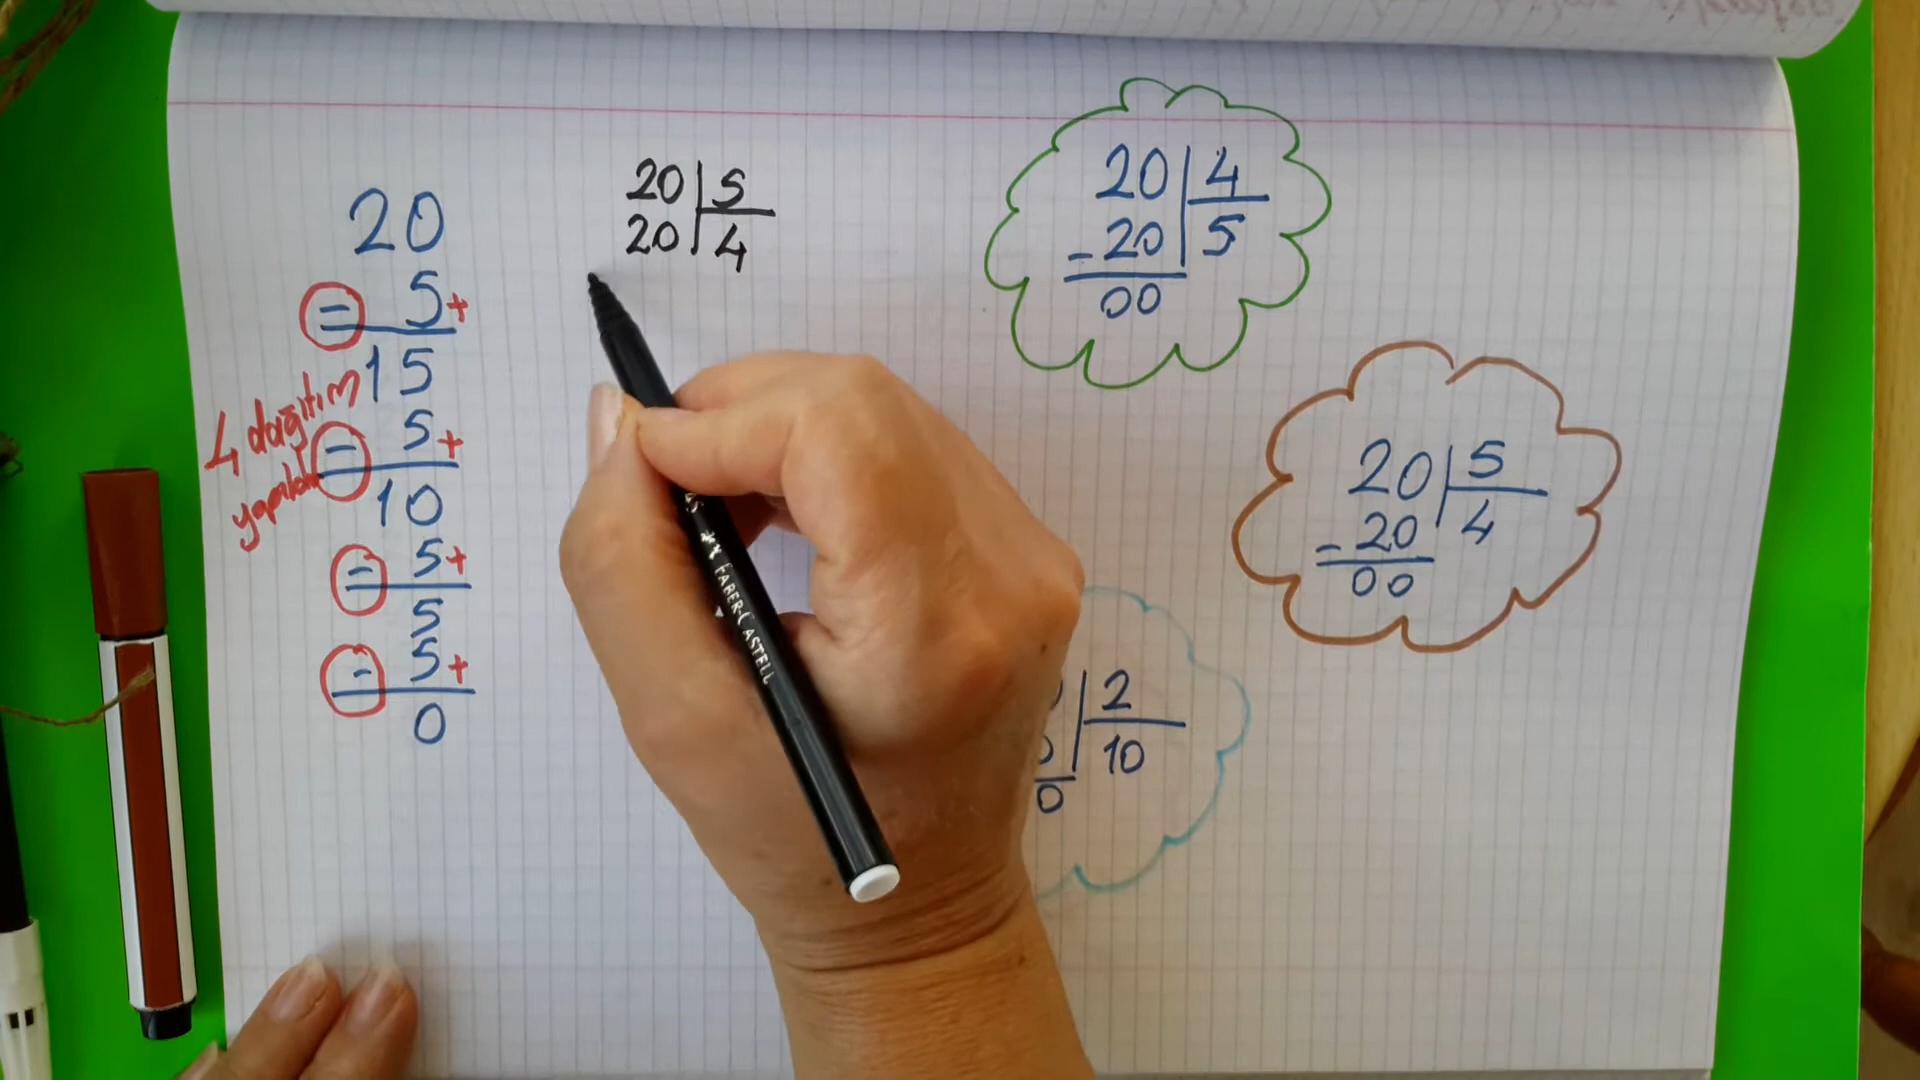 20
- 5+
15
- 5+
10
- 5+
5
- 5+
0
4 dağıtım
20 | 5
20 | 4
20 | 4
- 20 | 5
00
20 | 5
- 20 | 4
00
2
10
0
FABER-CASTELL